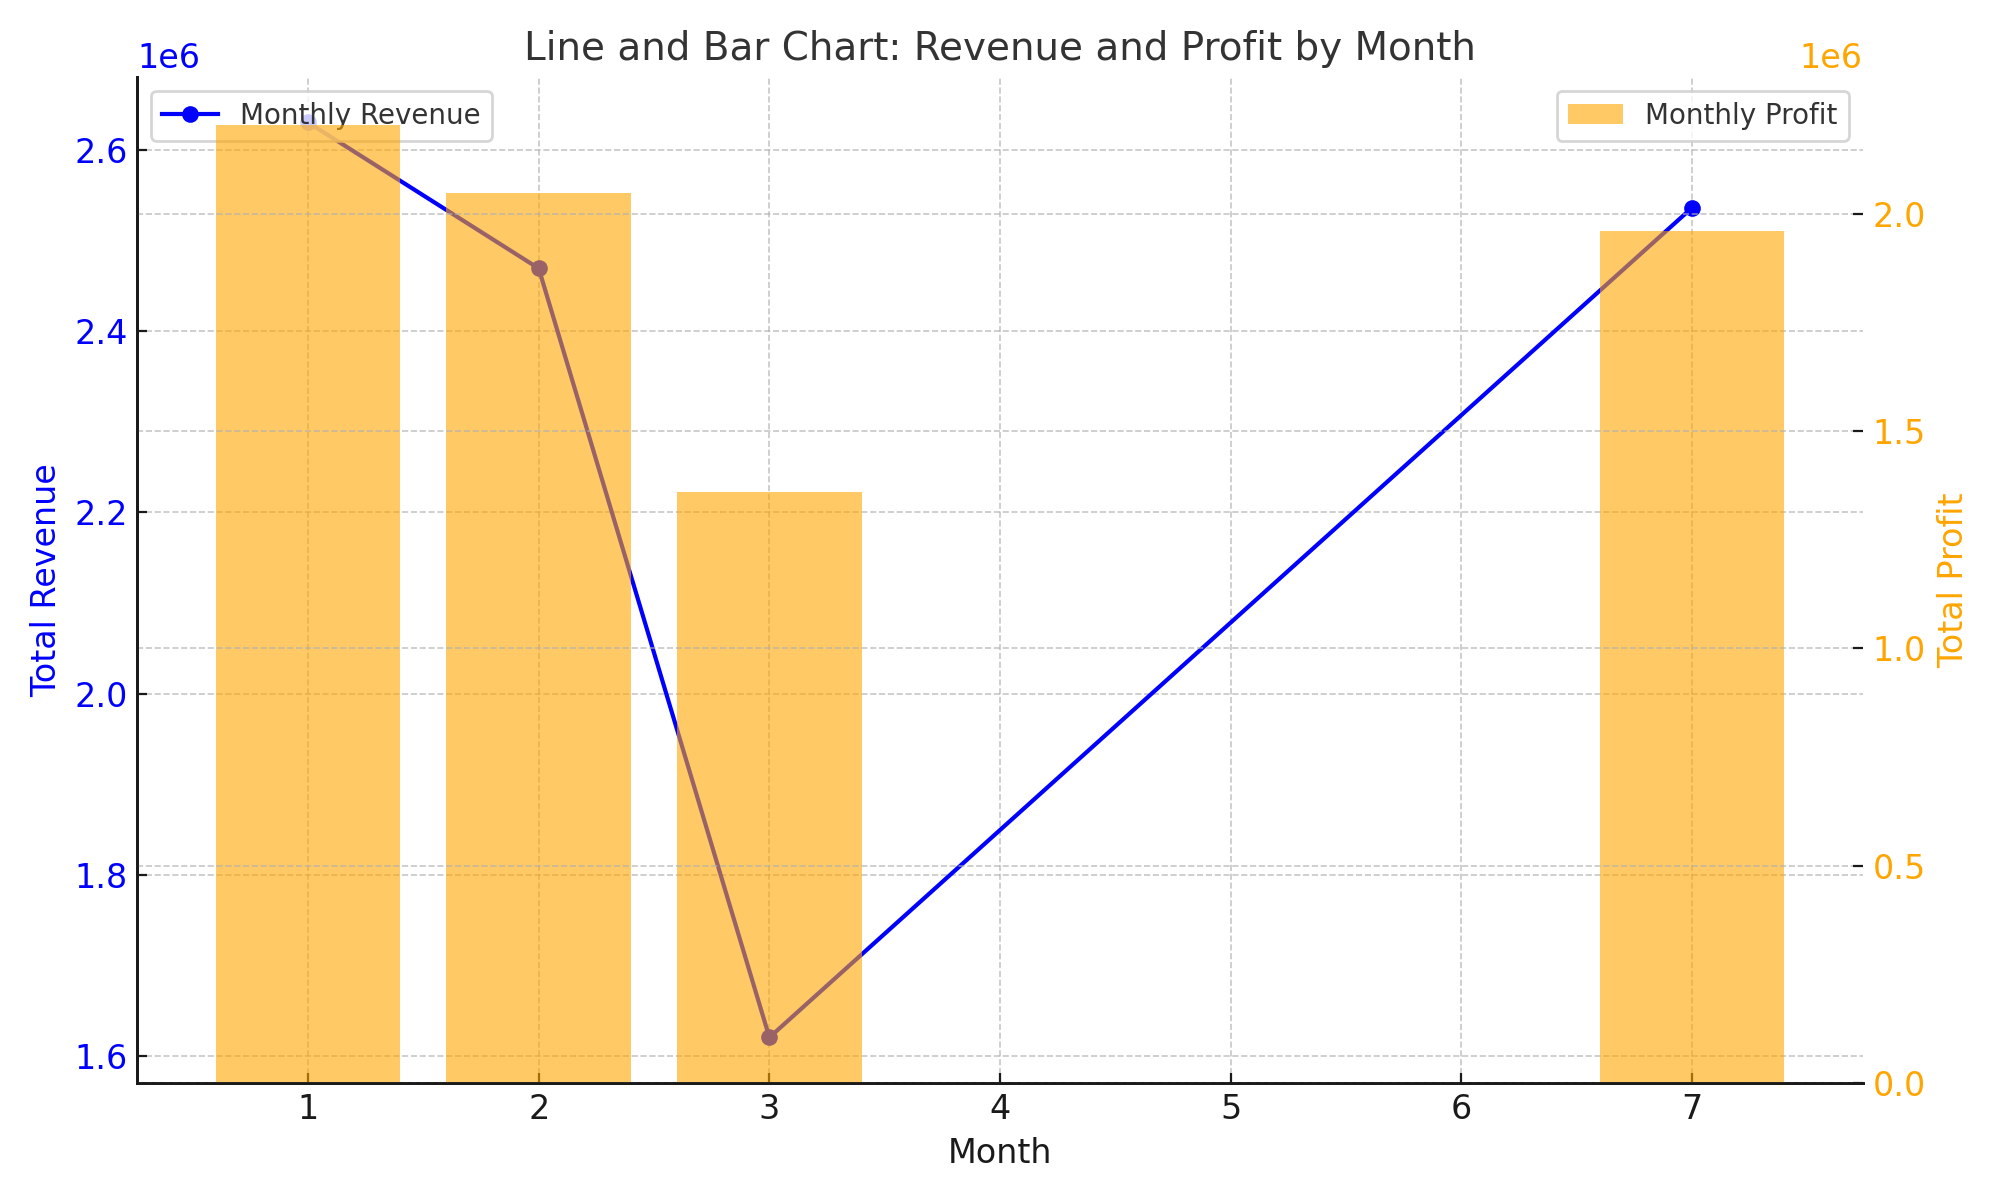 Line and Bar Chart: Revenue and Profit by Month
1e6
1e6
Monthly Revenue
Monthly Profit
2.6
2.4
2.2
2.0
1.8
1.6
Total Revenue
2.0
1.5
1.0
0.5
0.0
Total Profit
1 2 3 4 5 6 7
Month